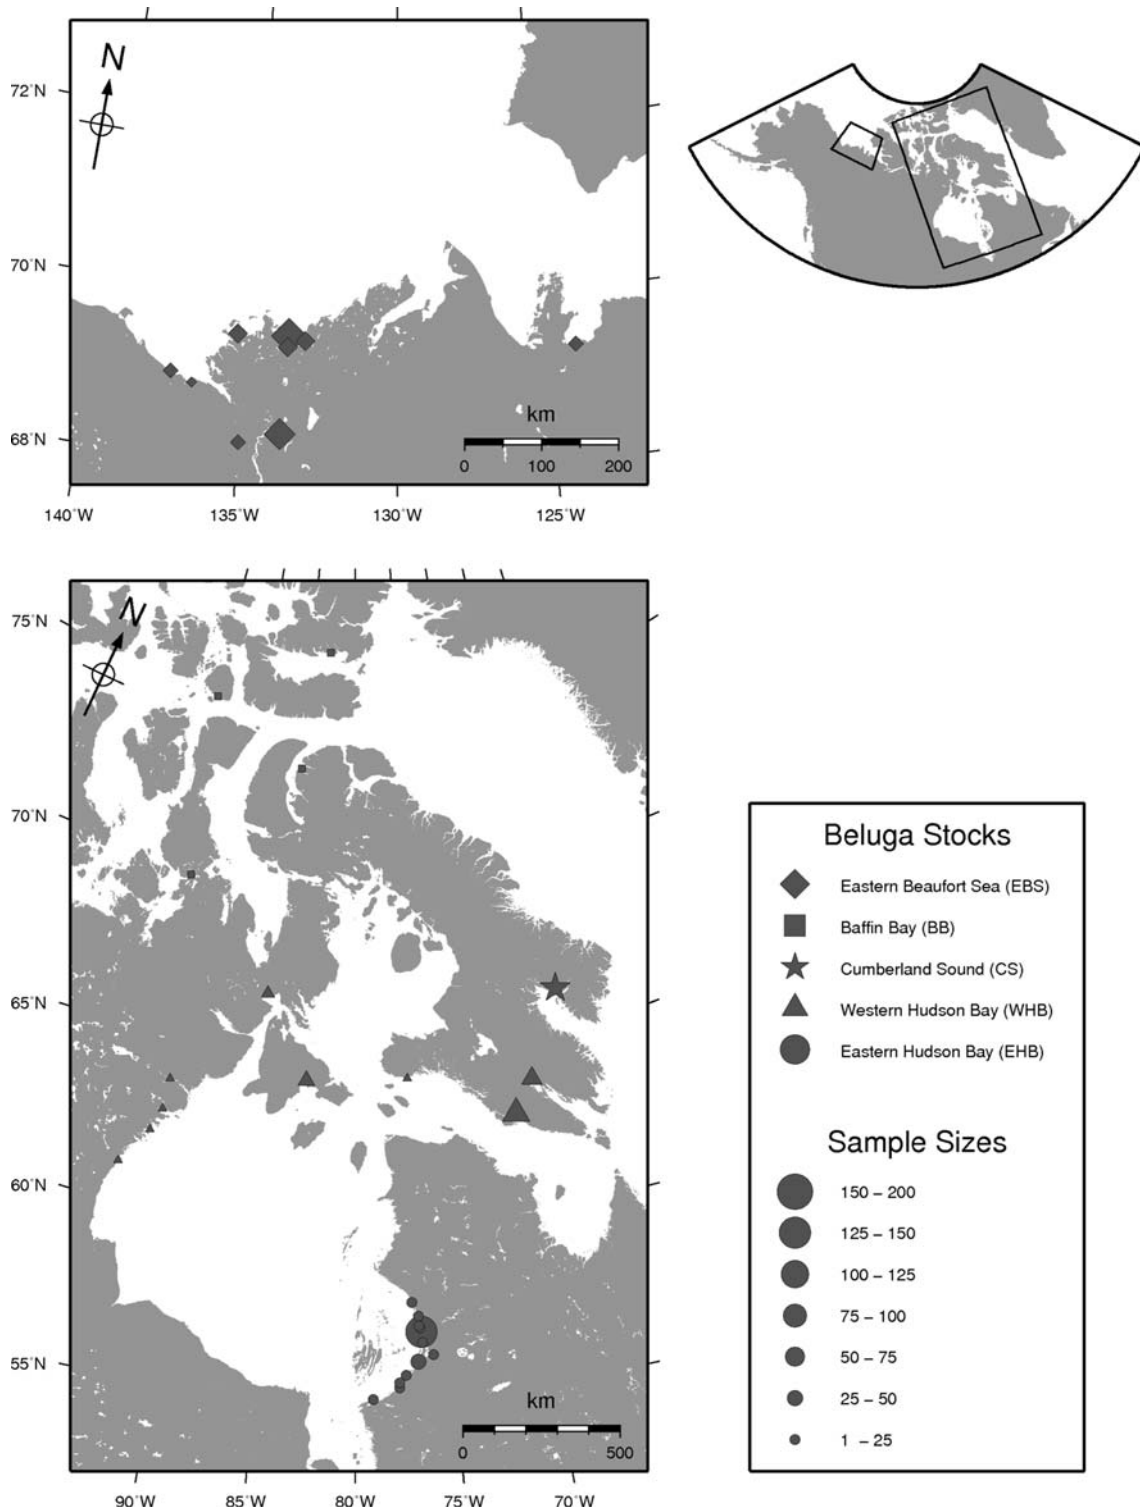 N
72°N
70°N
68°N
km
0 100 200
140°W 135°W 130°W 125°W
N
75°N
70°N
65°N
60°N
55°N
km
0 500
90°W 85°W 80°W 75°W 70°W
Beluga Stocks
Eastern Beaufort Sea (EBS)
Baffin Bay (BB)
Cumberland Sound (CS)
Western Hudson Bay (WHB)
Eastern Hudson Bay (EHB)
Sample Sizes
150 – 200
125 – 150
100 – 125
75 – 100
50 – 75
25 – 50
1 – 25